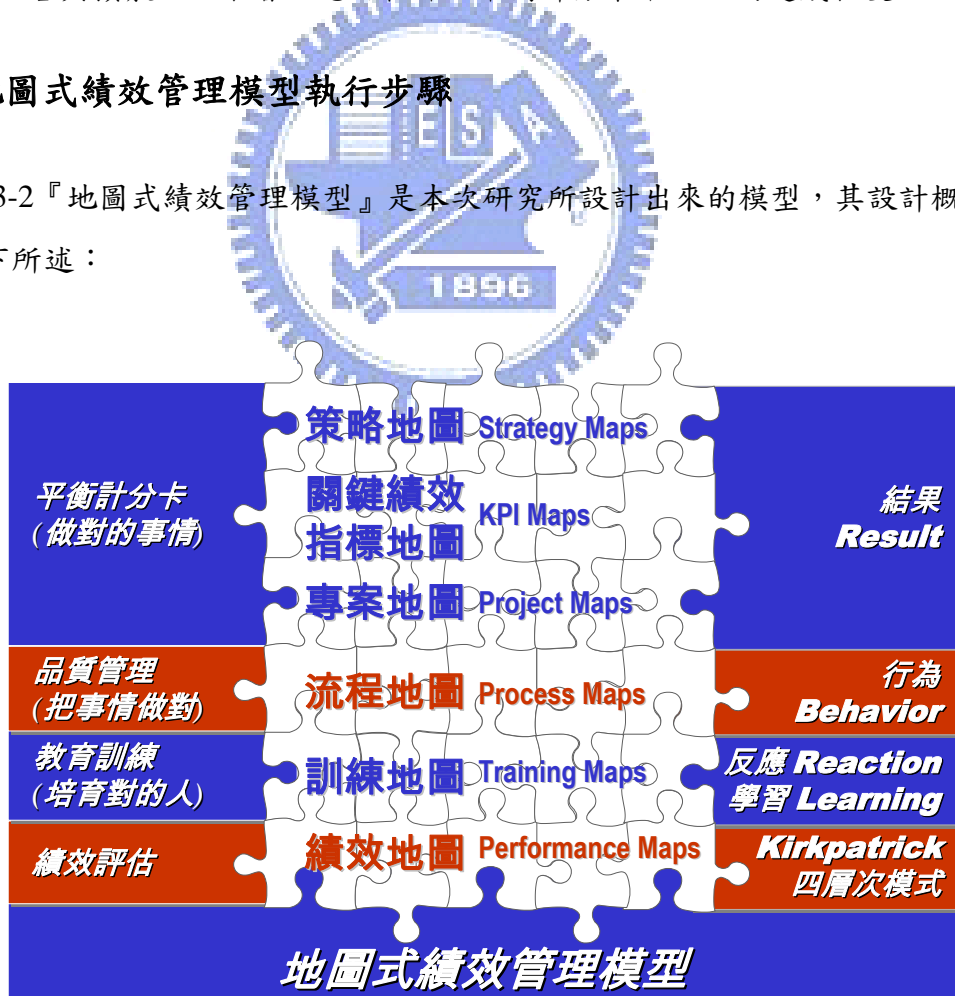 地圖式績效管理模型執行步驟
3-2『地圖式績效管理模型』是本次研究所設計出來的模型，其設計概
下所述：
ESA
1896
策略地圖 Strategy Maps
平衡計分卡
(做對的事情)
關鍵績效
指標地圖
KPI Maps
結果
Result
專案地圖 Project Maps
品質管理
(把事情做對)
流程地圖 Process Maps
行為
Behavior
教育訓練
(培育對的人)
訓練地圖 Training Maps
反應 Reaction
學習 Learning
績效評估
績效地圖 Performance Maps
Kirkpatrick
四層次模式
地圖式績效管理模型